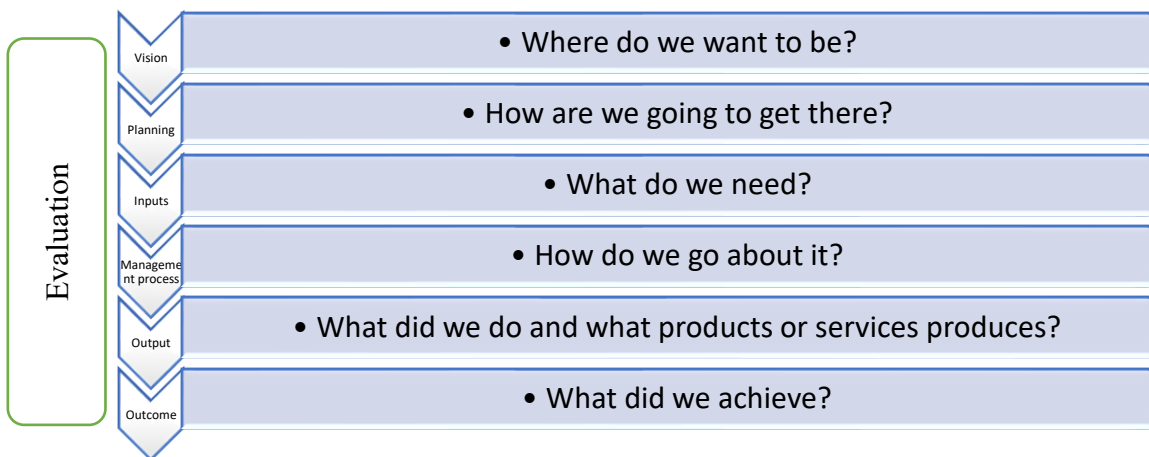 Evaluation
Vision
• Where do we want to be?
Planning
• How are we going to get there?
Inputs
• What do we need?
Manageme
nt process
• How do we go about it?
Output
• What did we do and what products or services produces?
Outcome
• What did we achieve?